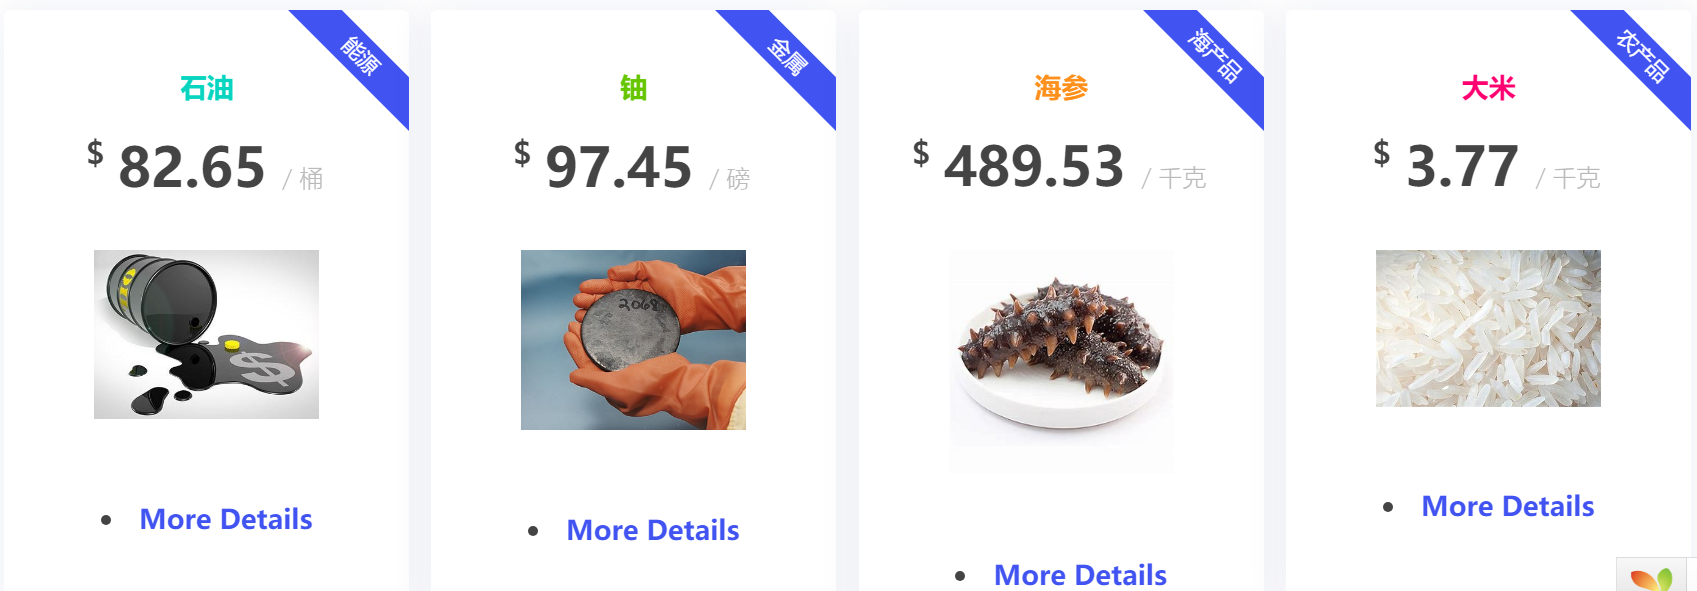 能源
石油
$ 82.65 / 桶
OIL
$
More Details
金属
铀
$ 97.45 / 磅
2068
More Details
海产品
海参
$ 489.53 / 千克
More Details
农产品
大米
$ 3.77 / 千克
More Details